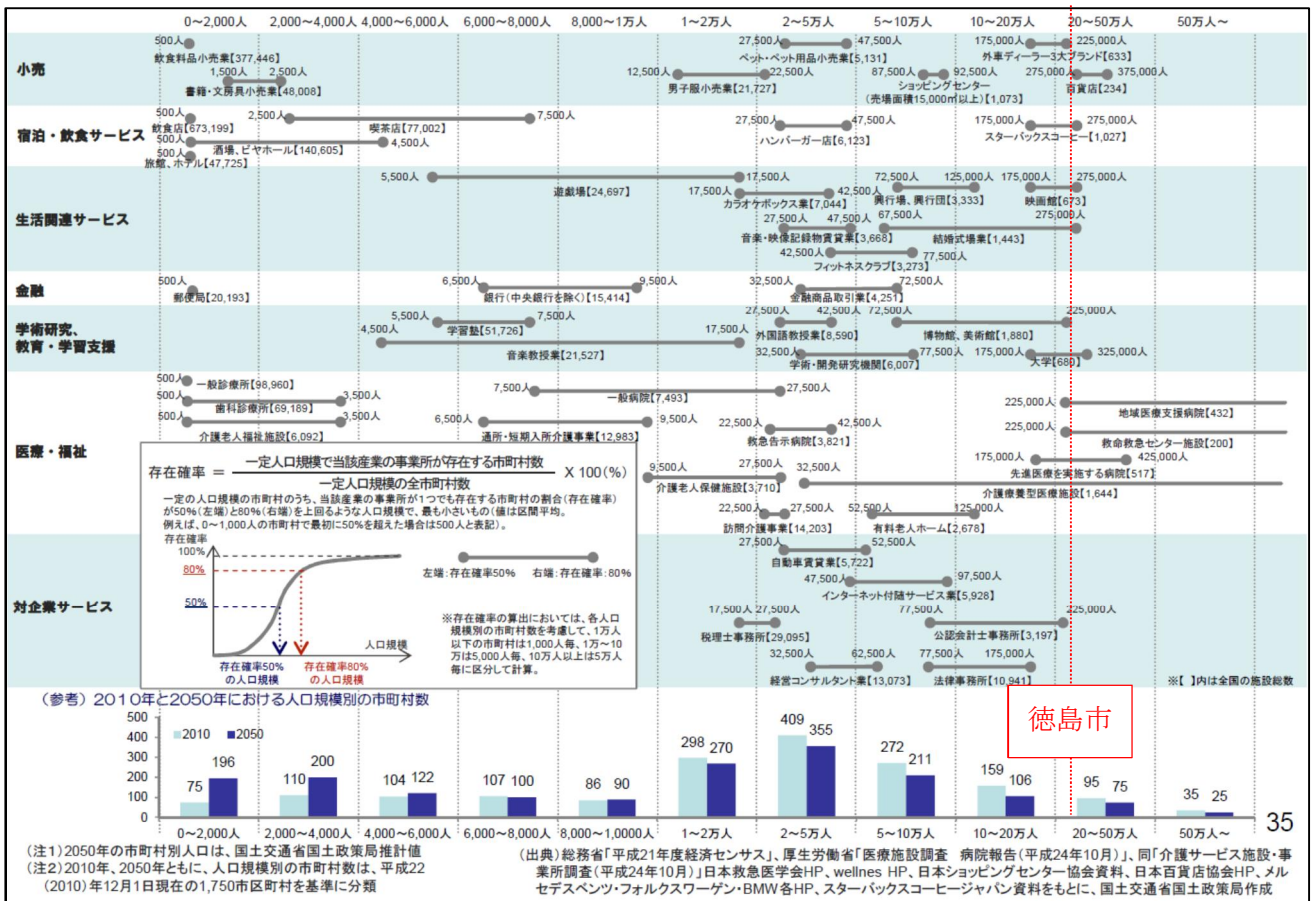 0～2,000人 2,000～4,000人 4,000～6,000人 6,000～8,000人 8,000～1万人 1～2万人 2～5万人 5～10万人 10～20万人 20～50万人 50万人～
小売
500人
飲食料品小売業【377,446】
1,500人 2,500人
書籍・文房具小売業【48,008】
12,500人 22,500人
男子服小売業【21,727】
27,500人 47,500人
ペット・ペット用品小売業【5,131】
87,500人 92,500人
ショッピングセンター
(売場面積15,000㎡以上)【1,073】
175,000人 225,000人
外車ディーラー3大ブランド【633】
275,000人 375,000人
百貨店【234】
宿泊・飲食サービス
500人
飲食店【673,199】
2,500人 7,500人
喫茶店【77,002】
500人 4,500人
酒場、ビヤホール【140,605】
500人
旅館、ホテル【47,725】
27,500人 47,500人
ハンバーガー店【6,123】
175,000人 275,000人
スターバックスコーヒー【1,027】
生活関連サービス
5,500人 17,500人
遊戯場【24,697】
17,500人 42,500人
カラオケボックス業【7,044】
72,500人 125,000人
興行場、興行団【3,333】
175,000人 275,000人
映画館【673】
27,500人 47,500人
音楽・映像記録物賃貸業【3,668】
67,500人 275,000人
結婚式場業【1,443】
42,500人 77,500人
フィットネスクラブ【3,273】
金融
500人
郵便局【20,193】
6,500人 9,500人
銀行(中央銀行を除く)【15,414】
32,500人 72,500人
金融商品取引業【4,251】
学術研究、
教育・学習支援
5,500人 7,500人
学習塾【51,726】
4,500人 17,500人
音楽教授業【21,527】
27,500人 42,500人
外国語教授業【8,590】
72,500人 225,000人
博物館、美術館【1,880】
32,500人 77,500人
学術・開発研究機関【6,007】
175,000人 325,000人
大学【680】
医療・福祉
500人
一般診療所【98,960】
500人 3,500人
歯科診療所【69,189】
500人 3,500人
介護老人福祉施設【6,092】
7,500人 27,500人
一般病院【7,493】
6,500人 9,500人
通所・短期入所介護事業【12,983】
22,500人 42,500人
救急告示病院【3,821】
225,000人
地域医療支援病院【432】
225,000人
救命救急センター施設【200】
175,000人 425,000人
先進医療を実施する病院【517】
9,500人 27,500人
介護老人保健施設【3,710】
32,500人
介護療養型医療施設【1,644】
22,500人 27,500人
訪問介護事業【14,203】
52,500人 125,000人
有料老人ホーム【2,678】
存在確率 = 一定人口規模で当該産業の事業所が存在する市町村数
一定人口規模の全市町村数
X 100(%)
一定の人口規模の市町村のうち、当該産業の事業所が1つでも存在する市町村の割合(存在確率)
が50%(左端)と80%(右端)を上回るような人口規模で、最も小さいもの(値は区間平均。
例えば、0～1,000人の市町村で最初に50%を超えた場合は500人と表記)。
存在確率
100%
80%
50%
人口規模
存在確率50%
の人口規模
存在確率80%
の人口規模
左端:存在確率50% 右端:存在確率:80%
※存在確率の算出においては、各人口
規模別の市町村数を考慮して、1万人
以下の市町村は1,000人毎、1万～10
万は5,000人毎、10万人以上は5万人
毎に区分して計算。
対企業サービス
27,500人 52,500人
自動車賃貸業【5,722】
47,500人 97,500人
インターネット付随サービス業【5,928】
17,500人 27,500人
税理士事務所【29,095】
77,500人 225,000人
公認会計士事務所【3,197】
32,500人 62,500人
経営コンサルタント業【13,073】
77,500人 175,000人
法律事務所【10,941】
※【 】内は全国の施設総数
徳島市
(参考) 2010年と2050年における人口規模別の市町村数
2010 2050
500
400
300
200
100
0
75 196 110 200 104 122 107 100 86 90 298 270 409 355 272 211 159 106 95 75 35 25
0～2,000人 2,000～4,000人 4,000～6,000人 6,000～8,000人 8,000～1,0000人 1～2万人 2～5万人 5～10万人 10～20万人 20～50万人 50万人～
35
(注1)2050年の市町村別人口は、国土交通省国土政策局推計値
(注2)2010年、2050年ともに、人口規模別の市町村数は、平成22
(2010)年12月1日現在の1,750市区町村を基準に分類
(出典)総務省「平成21年度経済センサス」、厚生労働省「医療施設調査 病院報告(平成24年10月)」、同「介護サービス施設・事
業所調査(平成24年10月)」日本救急医学会HP、wellnes HP、日本ショッピングセンター協会資料、日本百貨店協会HP、メル
セデスベンツ・フォルクスワーゲン・BMW各HP、スターバックスコーヒージャパン資料をもとに、国土交通省国土政策局作成